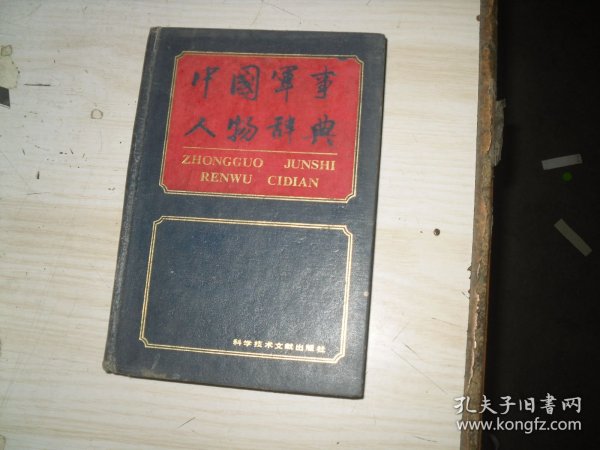 中國軍事
人物辞典
ZHONGGUO JUNSHI
RENWU CIDIAN
科学技术文献出版社
孔夫子旧书网
www.kongfz.com